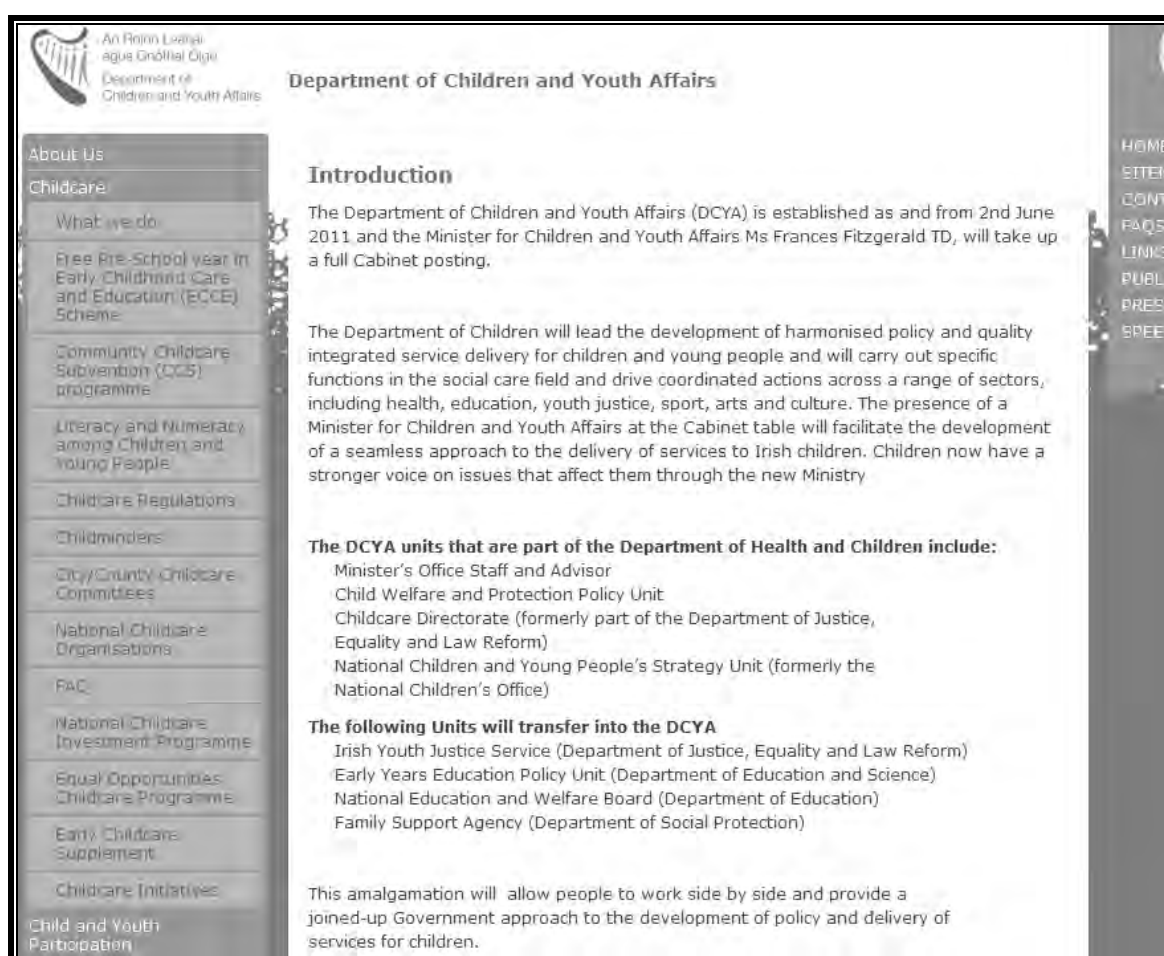 An Roinn Leanaí
agus Gnóthaí Óige
Department of
Children and Youth Affairs
Department of Children and Youth Affairs
About Us
Childcare
What we do
Free Pre-School year in
Early Childhood Care
and Education (ECCE)
Scheme
Community Childcare
Subvention (CCS)
programme
Literacy and Numeracy
among Children and
Young People
Childcare Regulations
Childminders
City/County Childcare
Committees
National Childcare
Organisations
FAQ
National Childcare
Investment Programme
Equal Opportunities
Childcare Programme
Early Childcare
Supplement
Childcare Initiatives
Child and Youth
Participation
Introduction
The Department of Children and Youth Affairs (DCYA) is established as and from 2nd June
2011 and the Minister for Children and Youth Affairs Ms Frances Fitzgerald TD, will take up
a full Cabinet posting.
The Department of Children will lead the development of harmonised policy and quality
integrated service delivery for children and young people and will carry out specific
functions in the social care field and drive coordinated actions across a range of sectors,
including health, education, youth justice, sport, arts and culture. The presence of a
Minister for Children and Youth Affairs at the Cabinet table will facilitate the development
of a seamless approach to the delivery of services to Irish children. Children now have a
stronger voice on issues that affect them through the new Ministry
The DCYA units that are part of the Department of Health and Children include:
Minister's Office Staff and Advisor
Child Welfare and Protection Policy Unit
Childcare Directorate (formerly part of the Department of Justice,
Equality and Law Reform)
National Children and Young People's Strategy Unit (formerly the
National Children's Office)
The following Units will transfer into the DCYA
Irish Youth Justice Service (Department of Justice, Equality and Law Reform)
Early Years Education Policy Unit (Department of Education and Science)
National Education and Welfare Board (Department of Education)
Family Support Agency (Department of Social Protection)
This amalgamation will allow people to work side by side and provide a
joined-up Government approach to the development of policy and delivery of
services for children.
HOME
SITEM
CONT
FAQS
LINKS
PUBL
PRES
SPEE